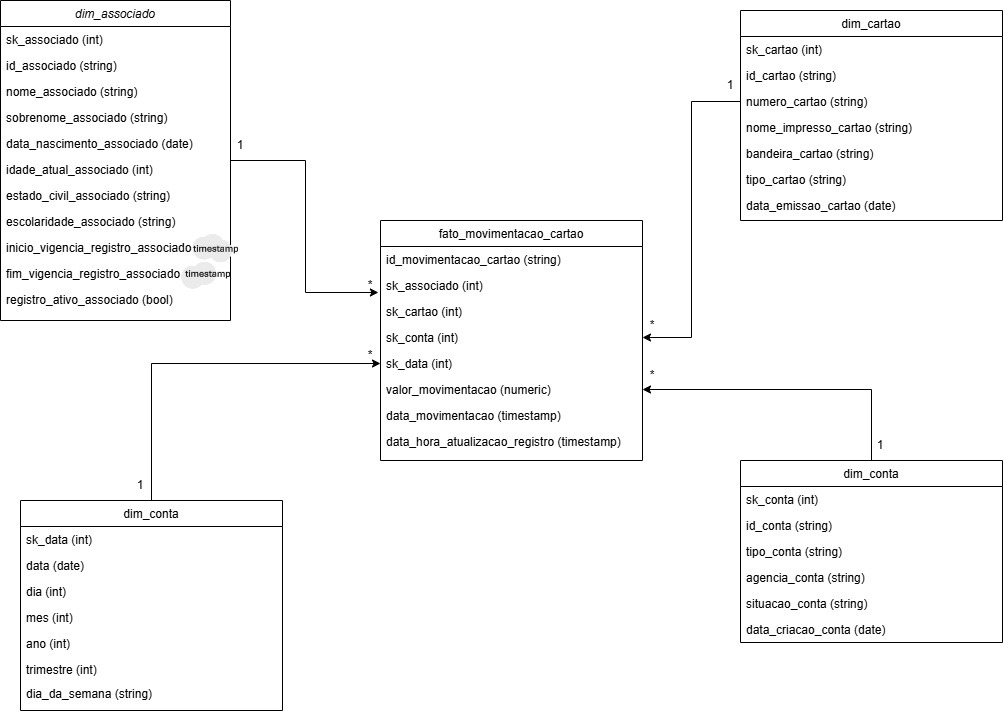 dim_associado
sk_associado (int)
id_associado (string)
nome_associado (string)
sobrenome_associado (string)
data_nascimento_associado (date)
idade_atual_associado (int)
estado_civil_associado (string)
escolaridade_associado (string)
inicio_vigencia_registro_associado timestamp
fim_vigencia_registro_associado timestamp
registro_ativo_associado (bool)
1
*
dim_cartao
sk_cartao (int)
id_cartao (string)
numero_cartao (string)
nome_impresso_cartao (string)
bandeira_cartao (string)
tipo_cartao (string)
data_emissao_cartao (date)
1
*
fato_movimentacao_cartao
id_movimentacao_cartao (string)
sk_associado (int)
sk_cartao (int)
sk_conta (int)
sk_data (int)
valor_movimentacao (numeric)
data_movimentacao (timestamp)
data_hora_atualizacao_registro (timestamp)
*
1
dim_conta
sk_data (int)
data (date)
dia (int)
mes (int)
ano (int)
trimestre (int)
dia_da_semana (string)
*
1
dim_conta
sk_conta (int)
id_conta (string)
tipo_conta (string)
agencia_conta (string)
situacao_conta (string)
data_criacao_conta (date)